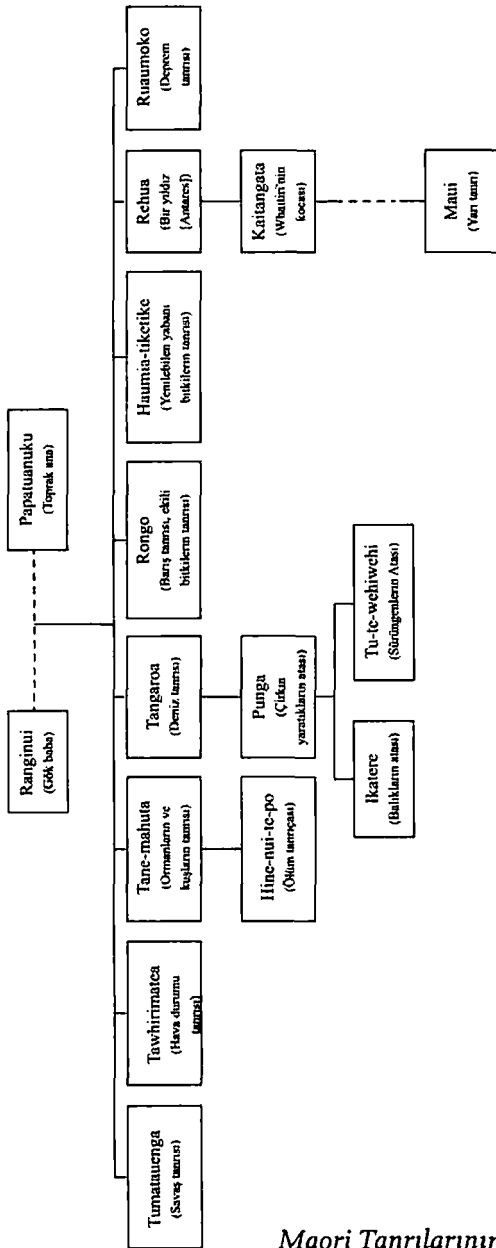 Ranginui
(Gök baba)
Papatuanuku
(Toprak ana)
Tumatauenga
(Savaş tanrısı)
Tawhirimatea
(Hava durumu
tanrısı)
Tane-mahuta
(Ormanların ve
kuşların tanrısı)
Tangaroa
(Deniz tanrısı)
Rongo
(Barış tanrısı, ekili
bitkilerin tanrısı)
Haumia-tiketike
(Yenilebilen yabani
bitkilerin tanrısı)
Rehua
(Bir yıldız
[Antares])
Ruaumoko
(Deprem
tanrısı)
Hine-nui-te-po
(Ölüm tanrıçası)
Punga
(Çirkin
yaratıkların atası)
Kaitangata
(Whaitiri'nin
kocası)
Ikatere
(Balıkların atası)
Tu-te-wehiwehi
(Sürüngenlerin Atası)
Maui
(Yarı tanrı)
Maori Tanrılarının